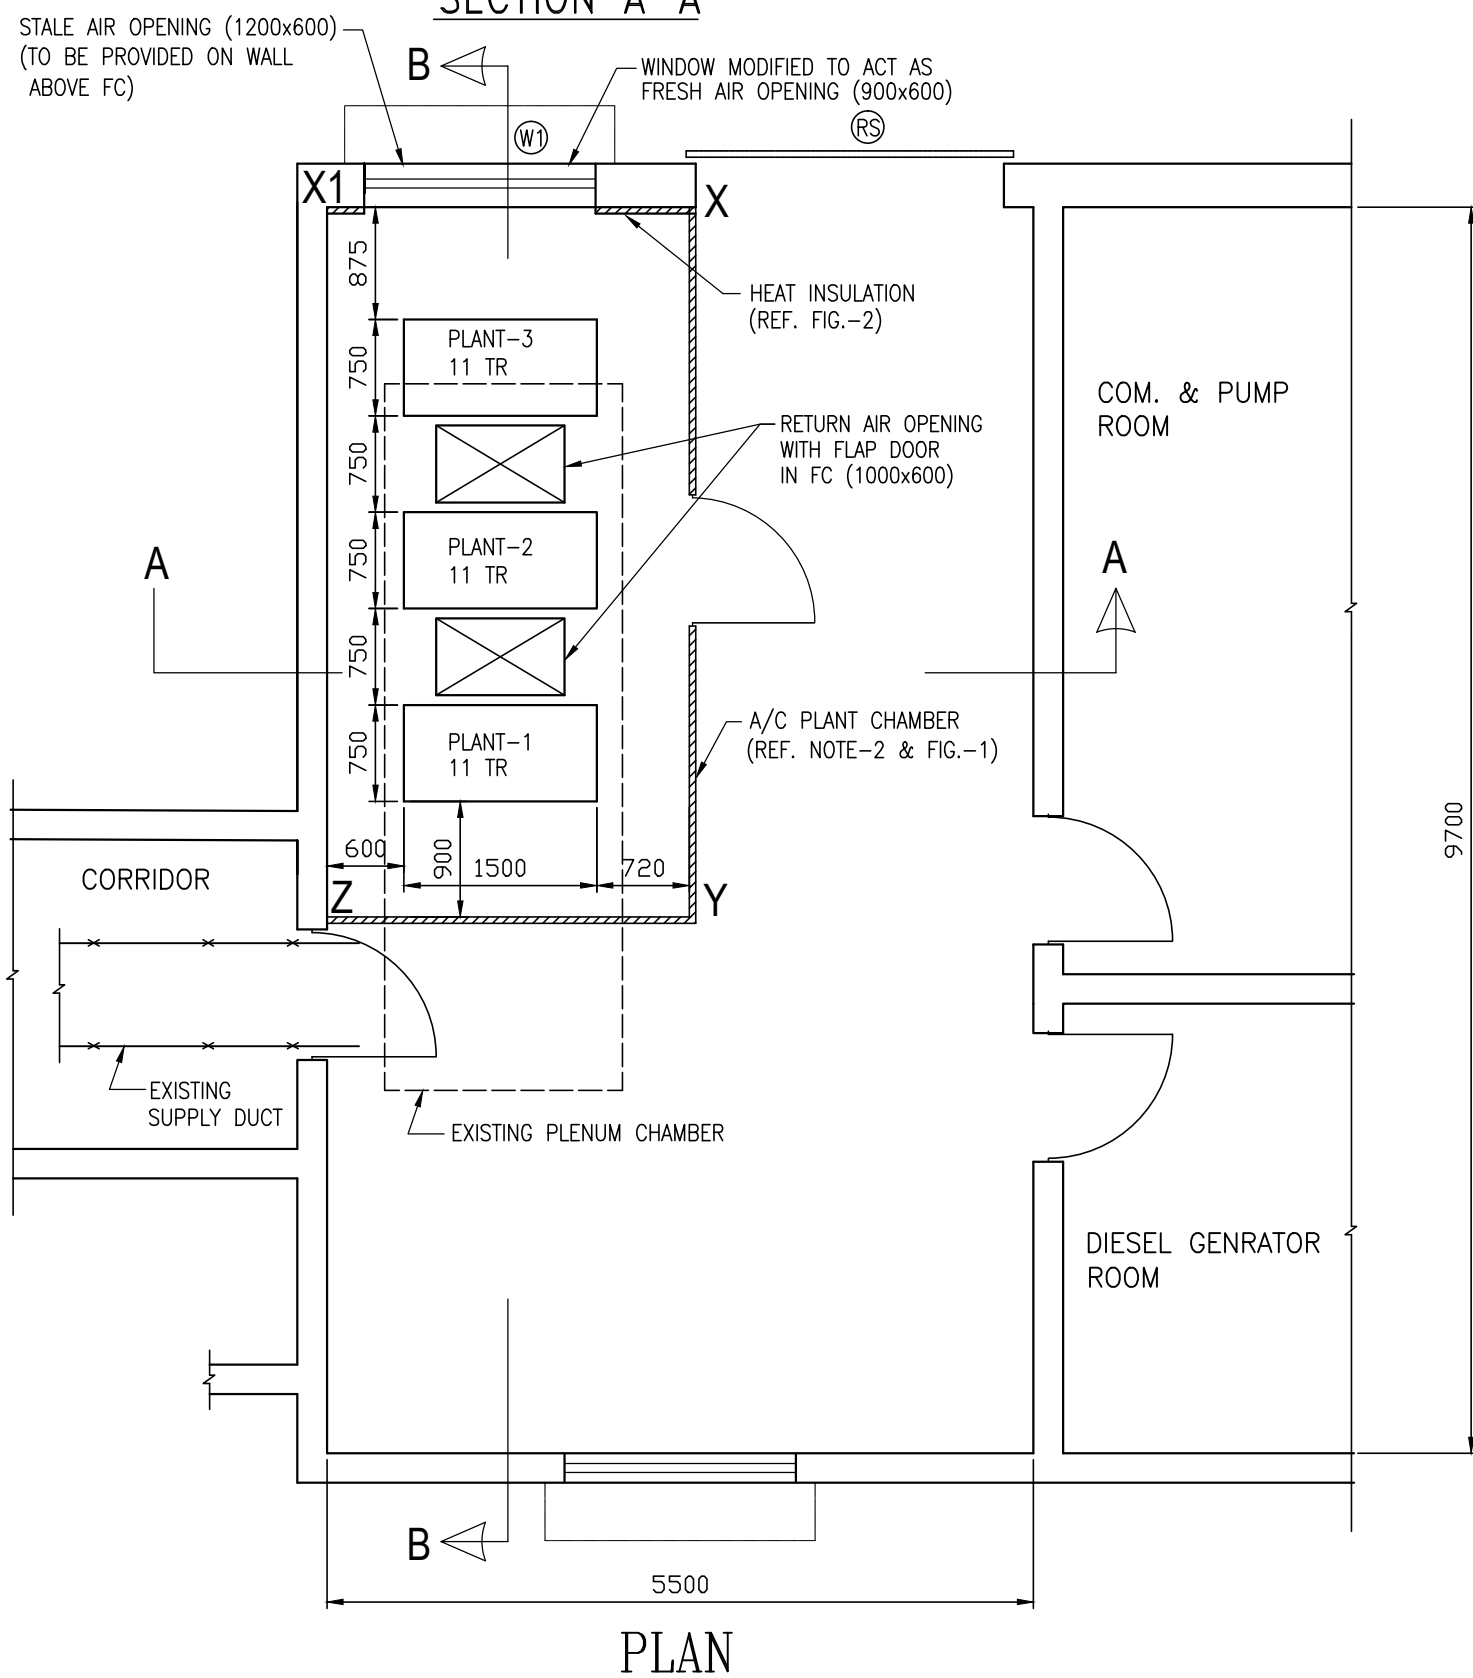 SECTION A A
STALE AIR OPENING (1200x600)
(TO BE PROVIDED ON WALL
ABOVE FC)
B
WINDOW MODIFIED TO ACT AS
FRESH AIR OPENING (900x600)
W1
RS
X1
X
875
HEAT INSULATION
(REF. FIG.-2)
750
PLANT-3
11 TR
COM. & PUMP
ROOM
750
RETURN AIR OPENING
WITH FLAP DOOR
IN FC (1000x600)
750
PLANT-2
11 TR
A
A
750
750
PLANT-1
11 TR
A/C PLANT CHAMBER
(REF. NOTE-2 & FIG.-1)
9700
600
900
1500
720
CORRIDOR
Z
Y
EXISTING
SUPPLY DUCT
EXISTING PLENUM CHAMBER
DIESEL GENRATOR
ROOM
B
5500
PLAN